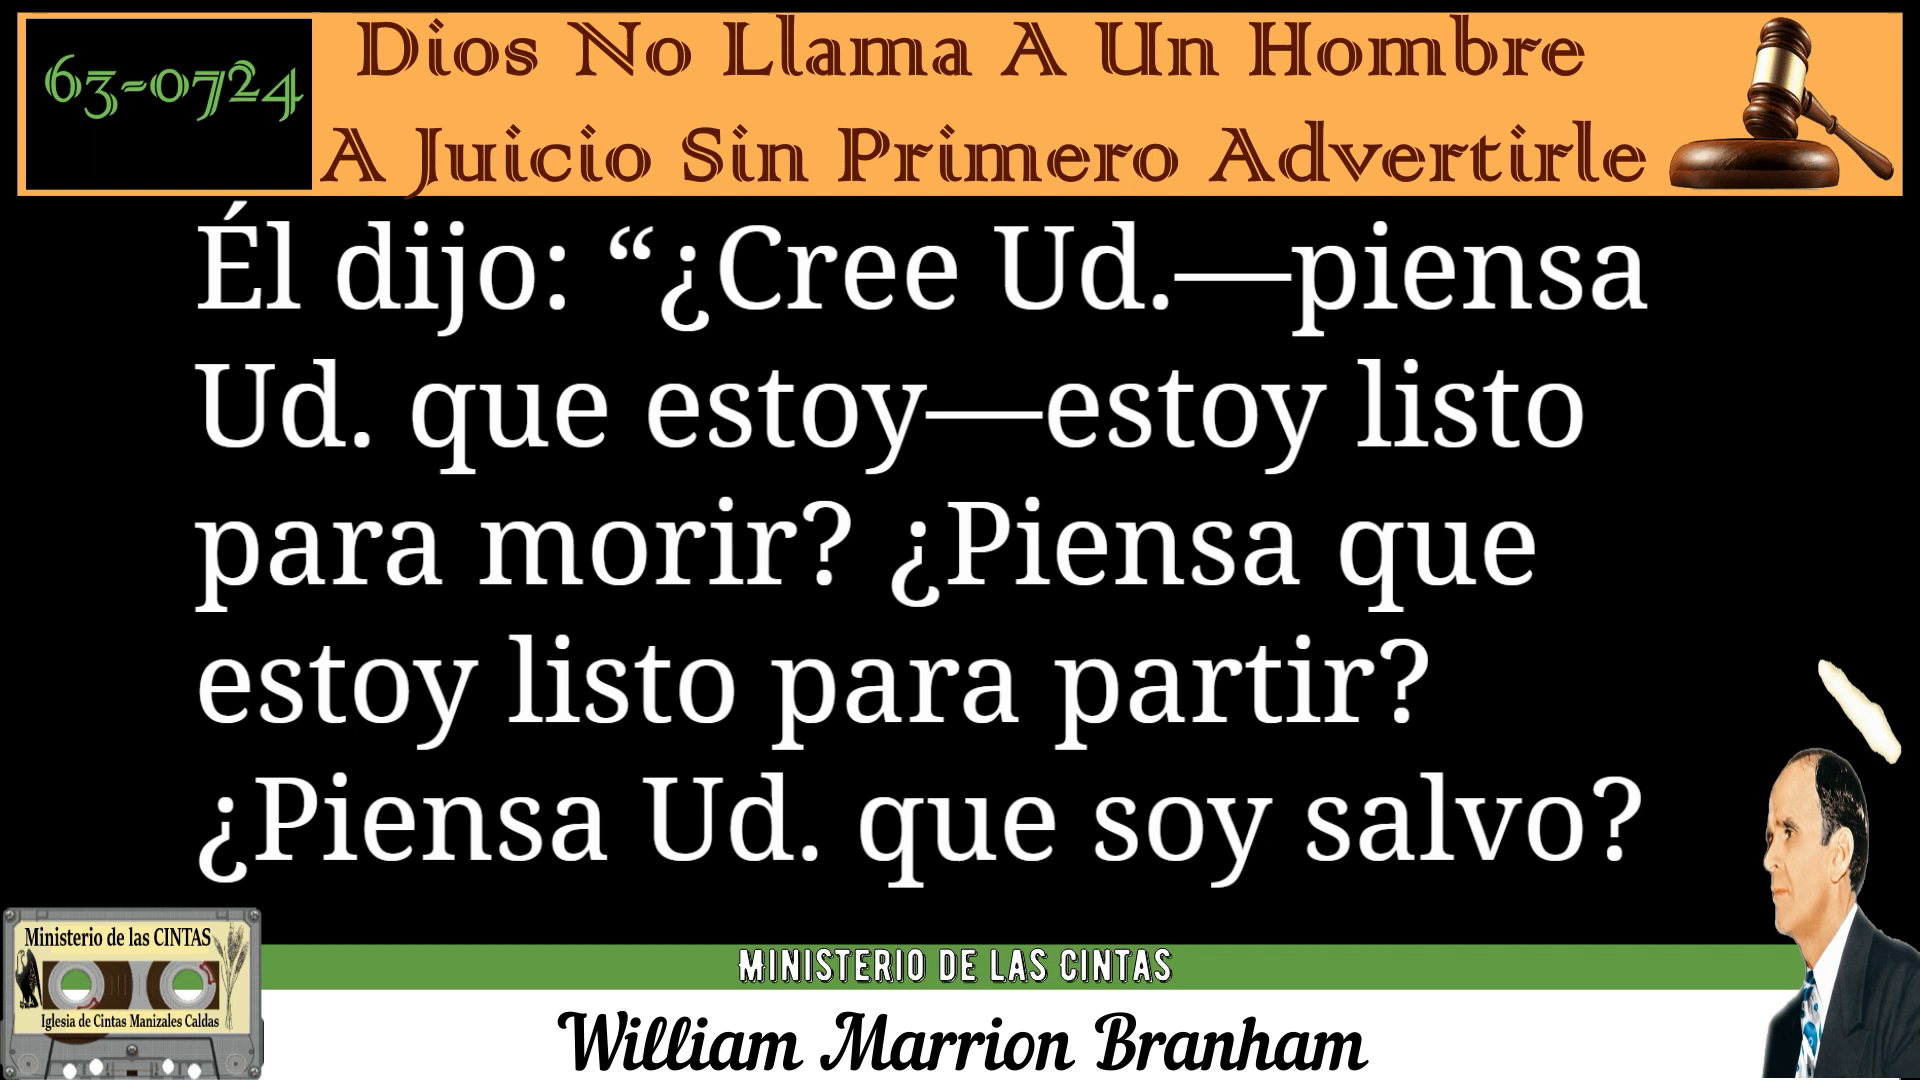 63-0724
Dios No Llama A Un Hombre
A Juicio Sin Primero Advertirle
Él dijo: “¿Cree Ud.—piensa
Ud. que estoy—estoy listo
para morir? ¿Piensa que
estoy listo para partir?
¿Piensa Ud. que soy salvo?
Ministerio de las CINTAS
Iglesia de Cintas Manizales Caldas
MINISTERIO DE LAS CINTAS
William Marrion Branham